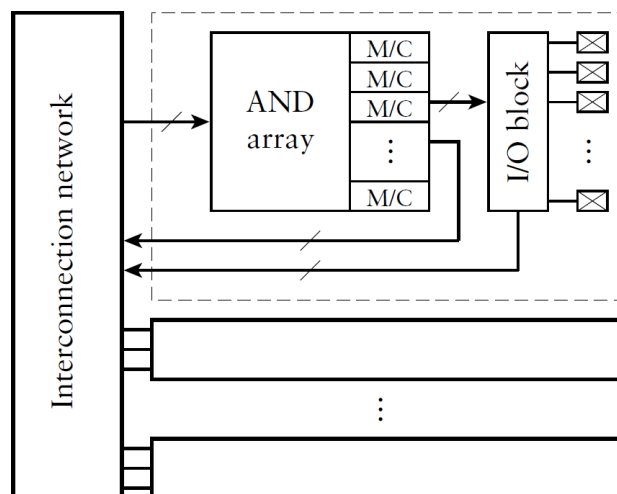 Interconnection network
AND
array
M/C
M/C
M/C
⋮
M/C
I/O block
⋮
⋮